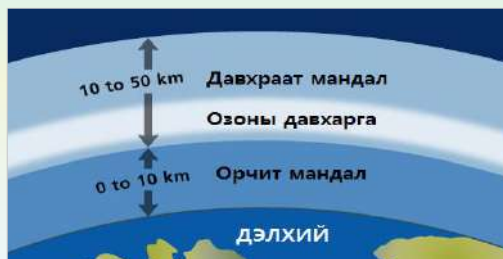 10 to 50 km
Давхраат мандал
Озоны давхарга
0 to 10 km
Орчит мандал
ДЭЛХИЙ